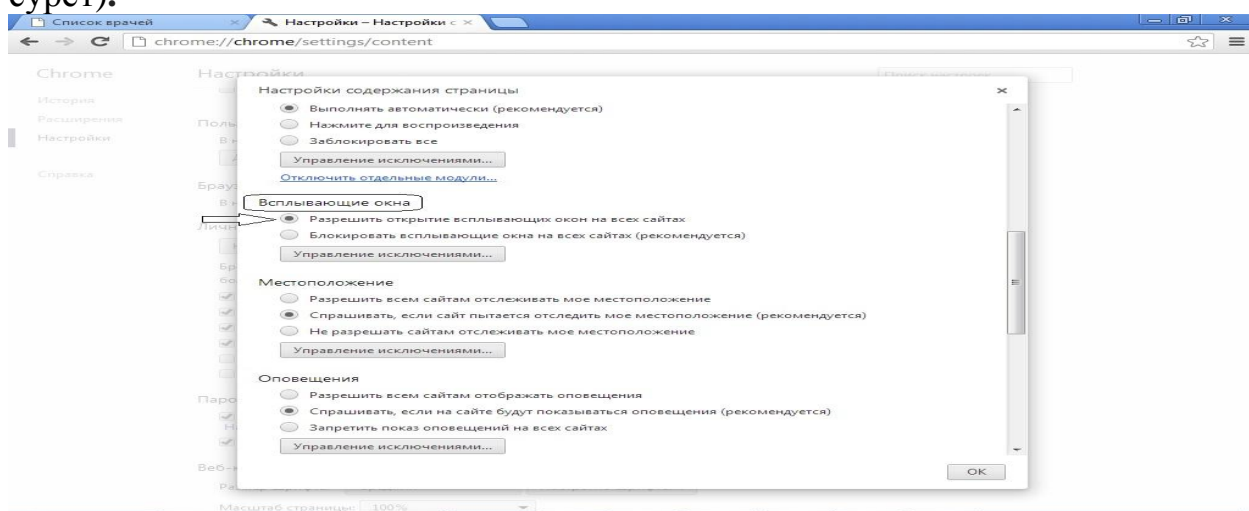 сурет).
Список врачей
Настройки – Настройки с
chrome://chrome/settings/content
Chrome
Настройки
История
Расширения
Настройки
Справка
Настройки содержания страницы
Выполнять автоматически (рекомендуется)
Нажмите для воспроизведения
Заблокировать все
Управление исключениями...
Отключить отдельные модули...
Всплывающие окна
Разрешить открытие всплывающих окон на всех сайтах
Блокировать всплывающие окна на всех сайтах (рекомендуется)
Управление исключениями...
Местоположение
Разрешить всем сайтам отслеживать мое местоположение
Спрашивать, если сайт пытается отследить мое местоположение (рекомендуется)
Не разрешать сайтам отслеживать мое местоположение
Управление исключениями...
Оповещения
Разрешить всем сайтам отображать оповещения
Спрашивать, если на сайте будут показываться оповещения (рекомендуется)
Запретить показ оповещений на всех сайтах
Управление исключениями...
OK
Масштаб страницы: 100%